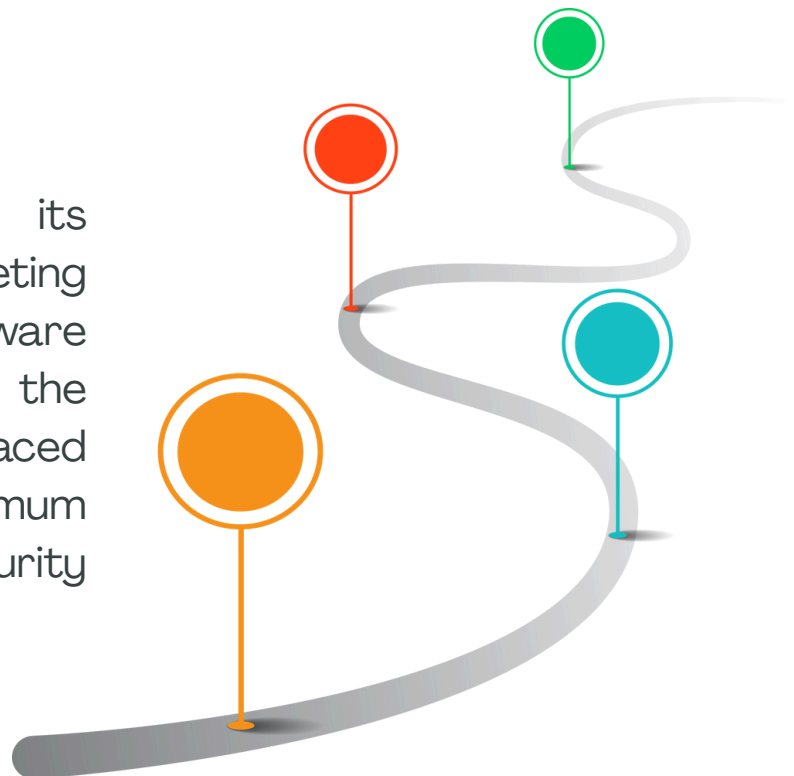 its
eting
ware
the
aced
mum
urity